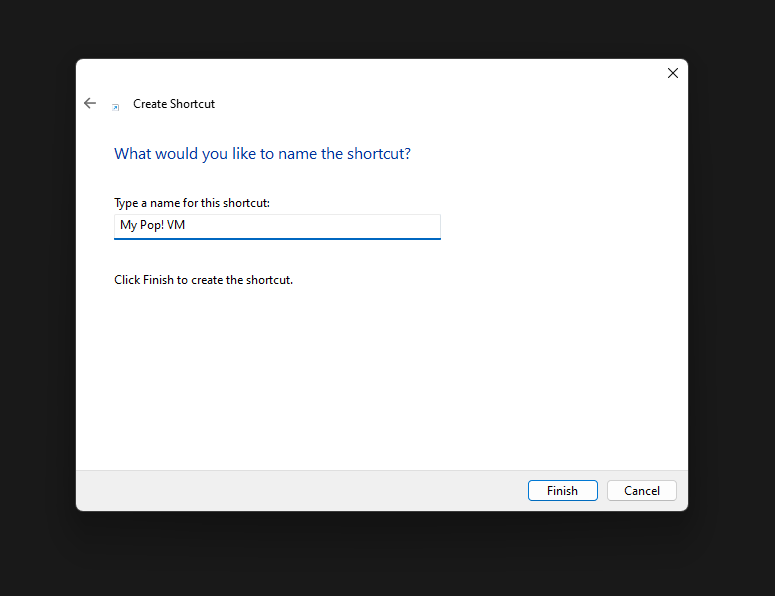 Create Shortcut
What would you like to name the shortcut?
Type a name for this shortcut:
My Pop! VM
Click Finish to create the shortcut.
Finish Cancel